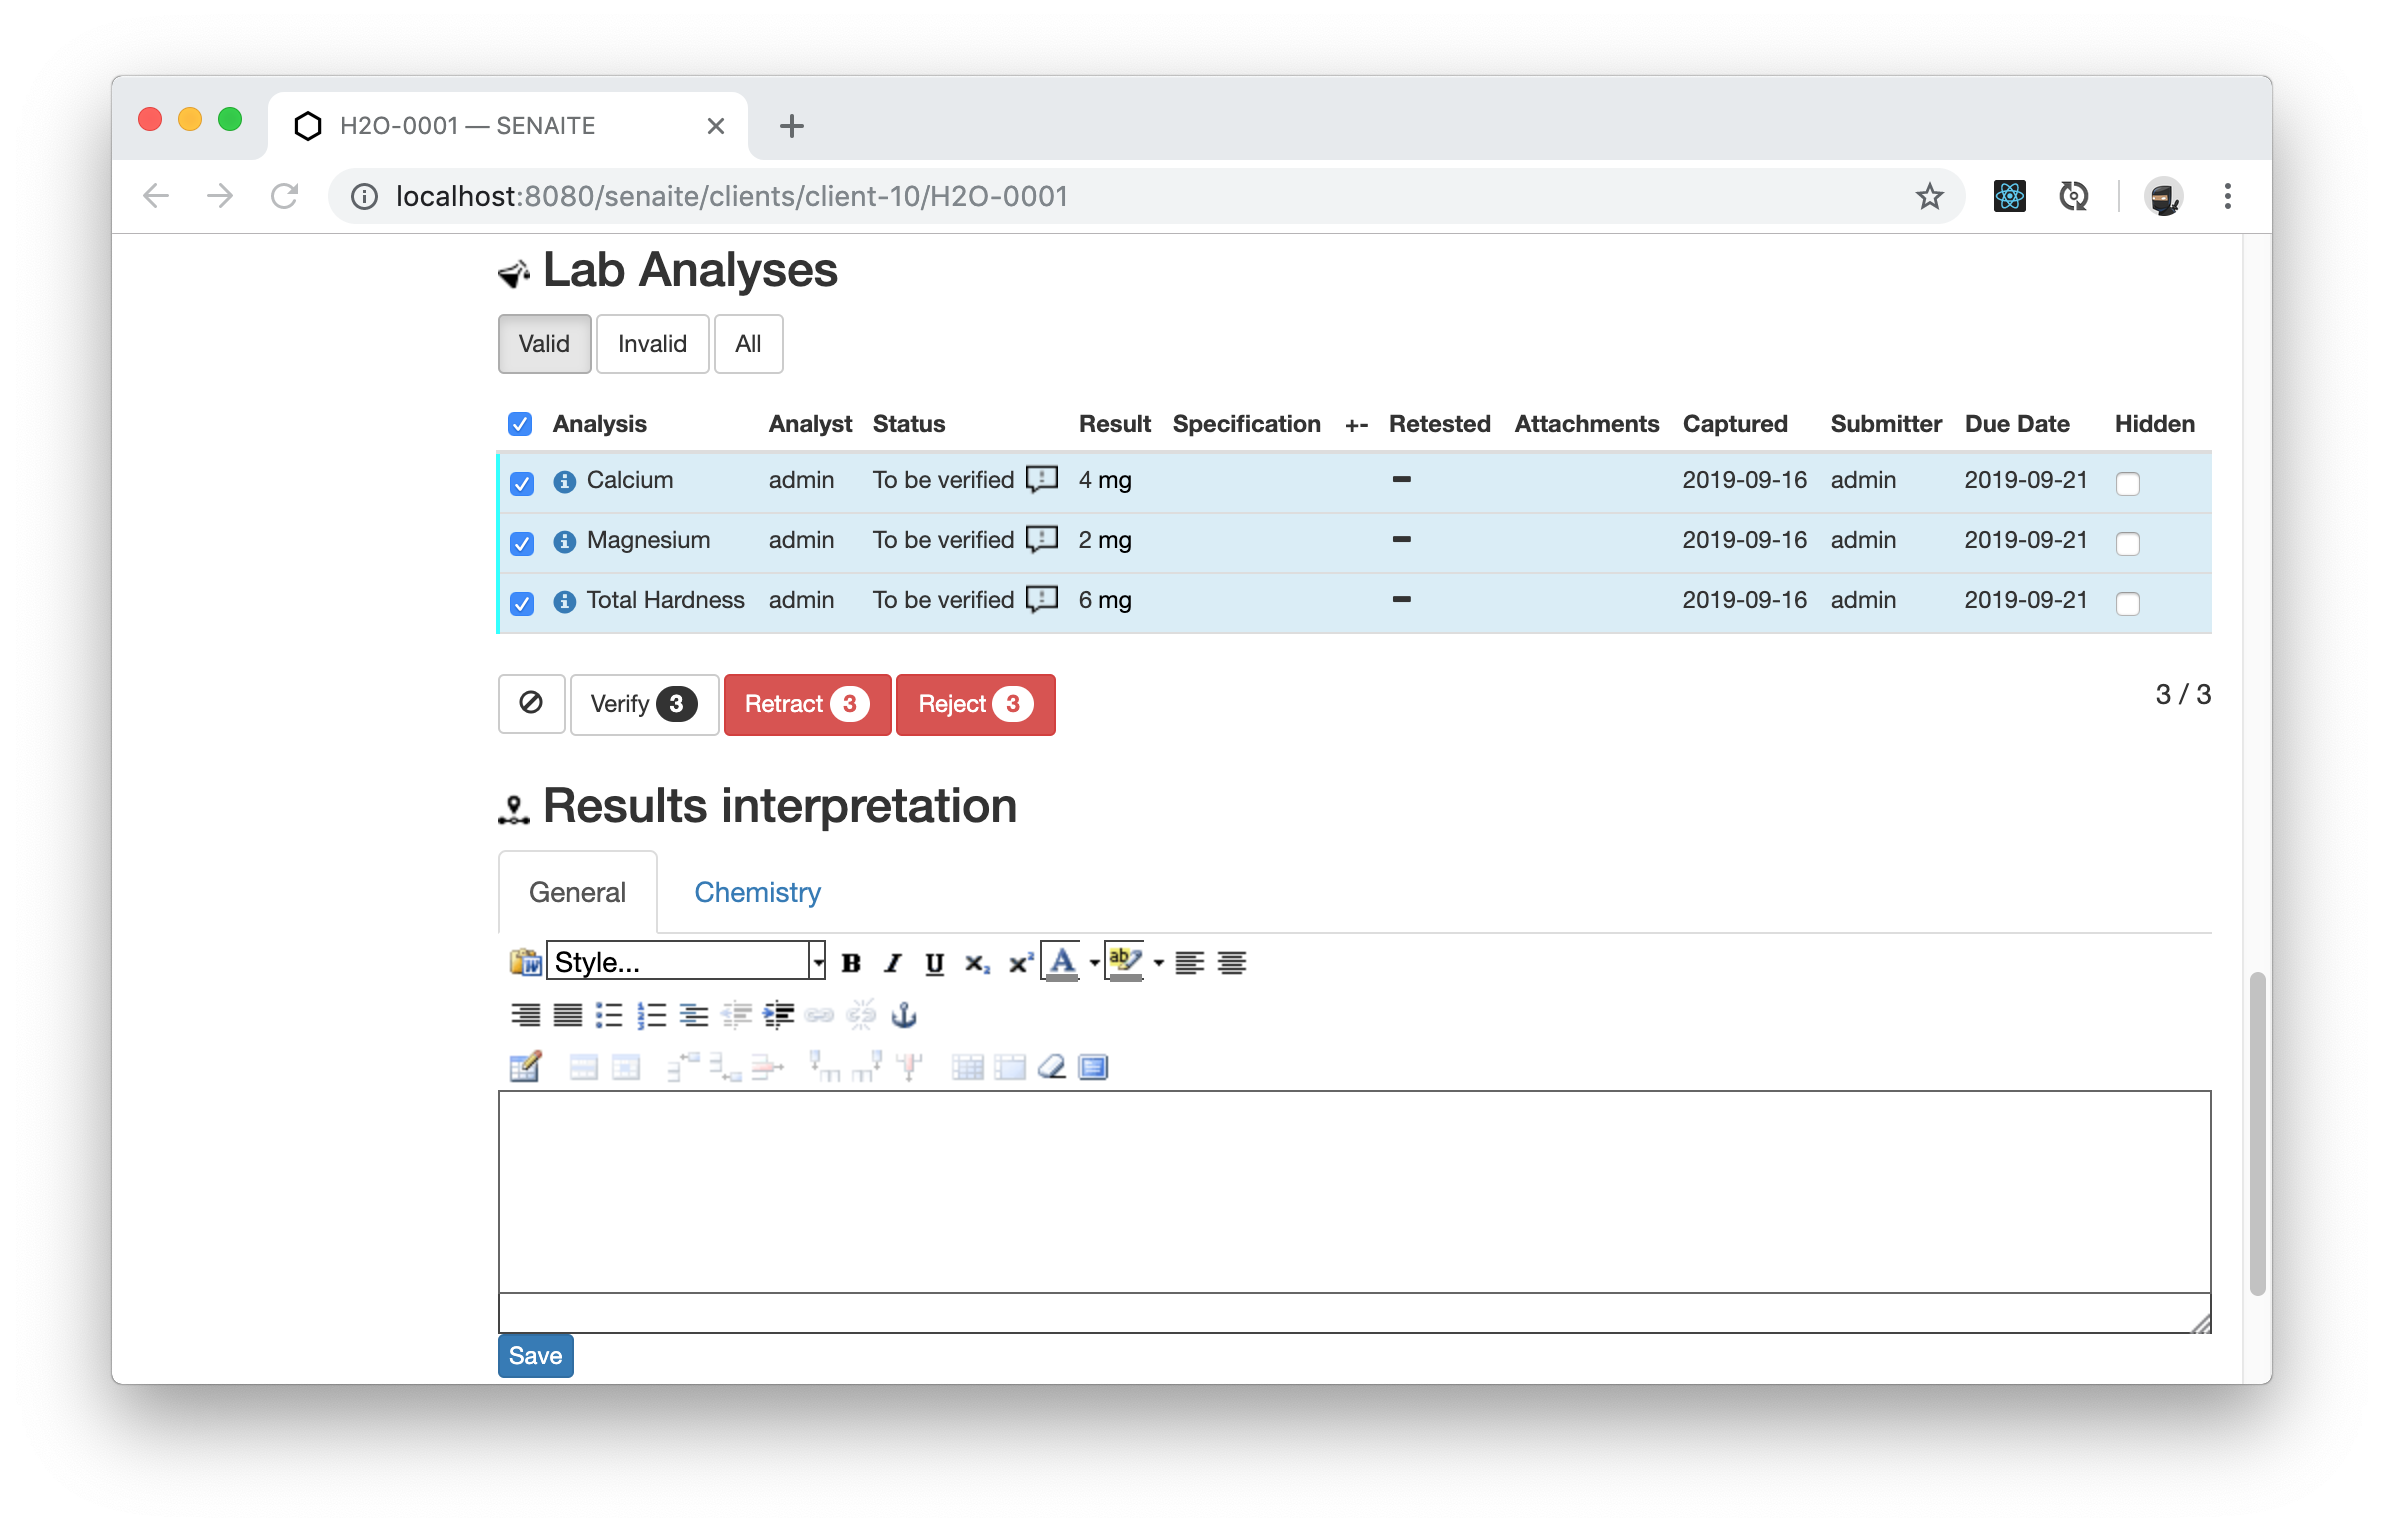 H2O-0001 — SENAITE
localhost:8080/senaite/clients/client-10/H2O-0001
Lab Analyses
Valid Invalid All
Analysis Analyst Status Result Specification +- Retested Attachments Captured Submitter Due Date Hidden
Calcium admin To be verified 4 mg 2019-09-16 admin 2019-09-21
Magnesium admin To be verified 2 mg 2019-09-16 admin 2019-09-21
Total Hardness admin To be verified 6 mg 2019-09-16 admin 2019-09-21
Verify 3 Retract 3 Reject 3 3 / 3
Results interpretation
General Chemistry
Style... B I U x₂ x² A ab
Save